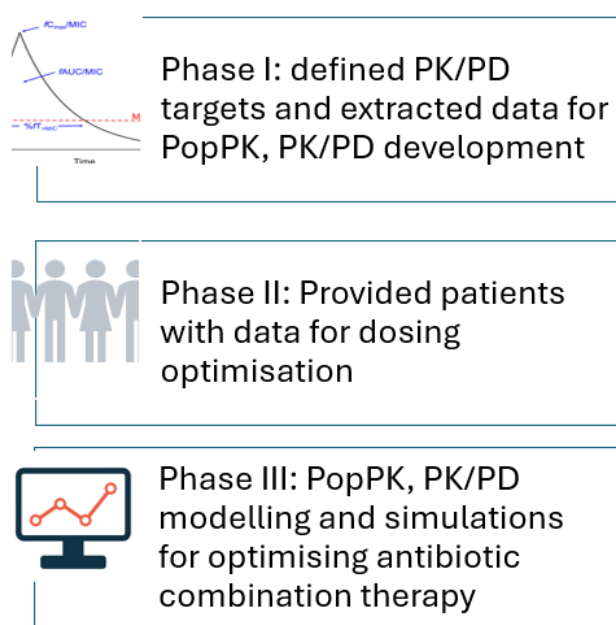 fCmax/MIC
fAUC/MIC
%fT>MIC
M
Time
Phase I: defined PK/PD
targets and extracted data for
PopPK, PK/PD development
Phase II: Provided patients
with data for dosing
optimisation
Phase III: PopPK, PK/PD
modelling and simulations
for optimising antibiotic
combination therapy